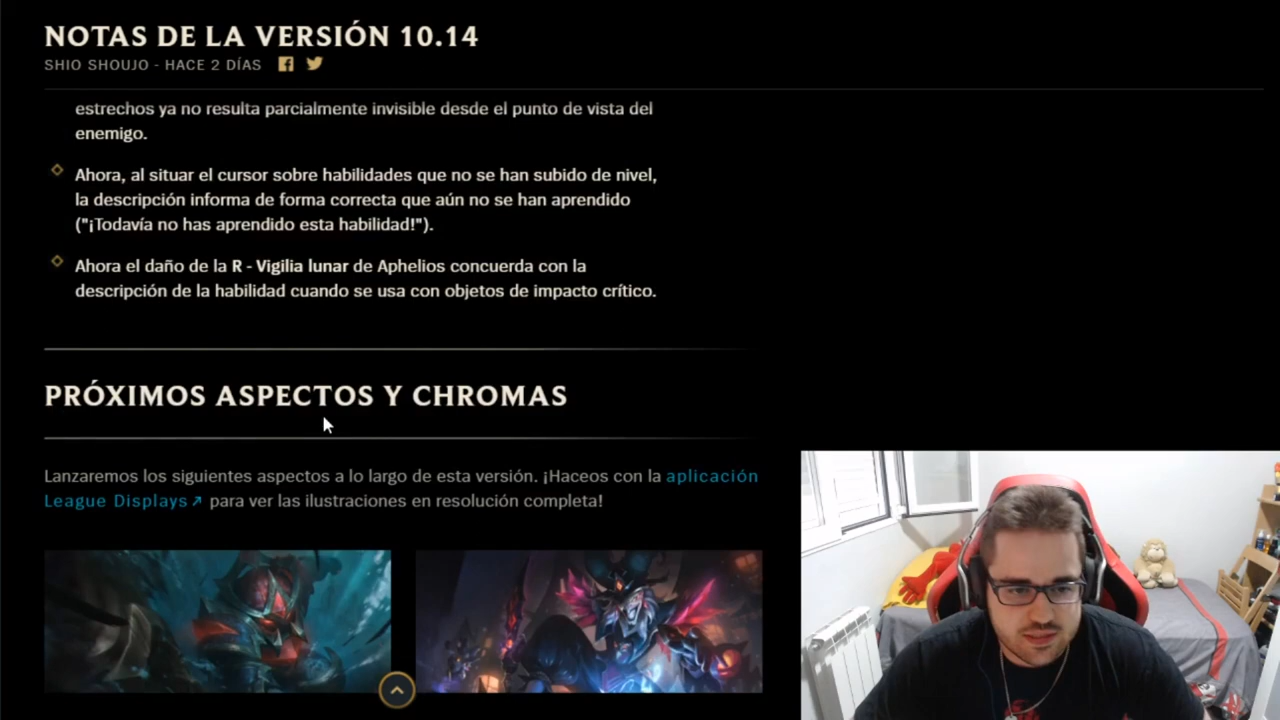 NOTAS DE LA VERSIÓN 10.14
SHIO SHOUJO - HACE 2 DÍAS
estrechos ya no resulta parcialmente invisible desde el punto de vista del
enemigo.
Ahora, al situar el cursor sobre habilidades que no se han subido de nivel,
la descripción informa de forma correcta que aún no se han aprendido
("¡Todavía no has aprendido esta habilidad!").
Ahora el daño de la R - Vigilia lunar de Aphelios concuerda con la
descripción de la habilidad cuando se usa con objetos de impacto crítico.
PRÓXIMOS ASPECTOS Y CHROMAS
Lanzaremos los siguientes aspectos a lo largo de esta versión. ¡Haceos con la aplicación
League Displays↗ para ver las ilustraciones en resolución completa!